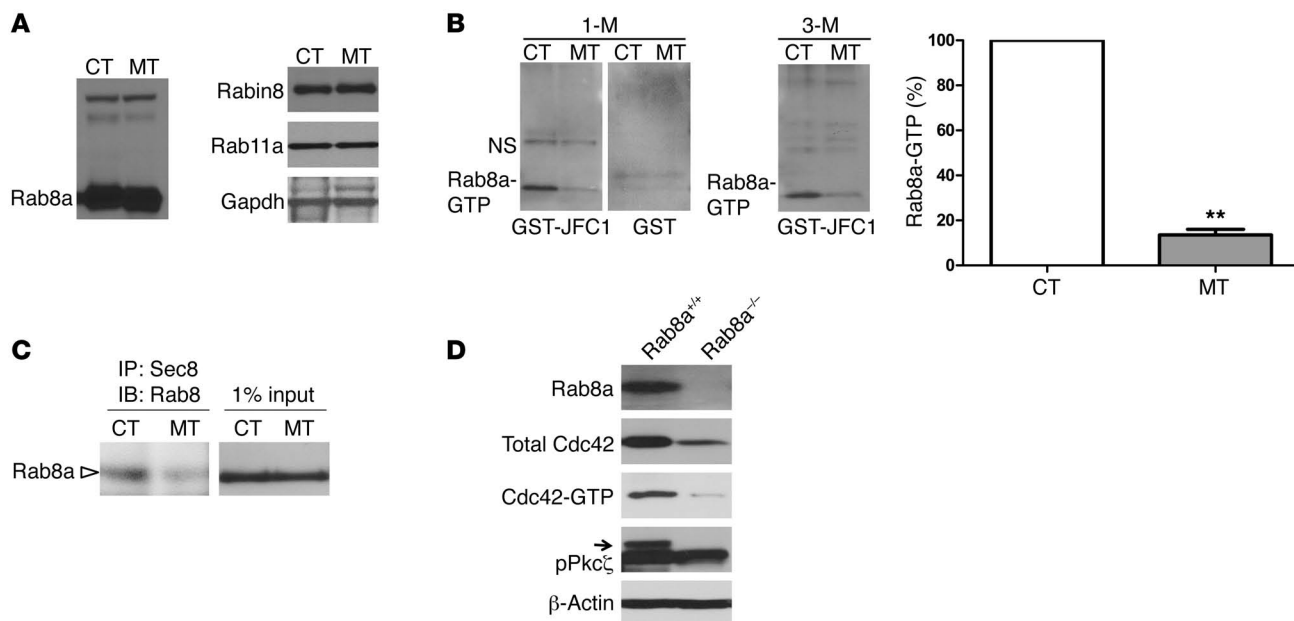 A
CT MT
Rabin8
Rab11a
Rab8a
Gapdh
B
1-M
3-M
CT MT CT MT
CT MT
NS
Rab8a-
GTP
GST-JFC1 GST
Rab8a-
GTP
GST-JFC1
Rab8a-GTP (%)
100
80
60
40
20
0
**
CT MT
C
IP: Sec8
IB: Rab8 1% input
CT MT CT MT
Rab8a
D
Rab8a+/+ Rab8a–/–
Rab8a
Total Cdc42
Cdc42-GTP
pPkcζ
β-Actin